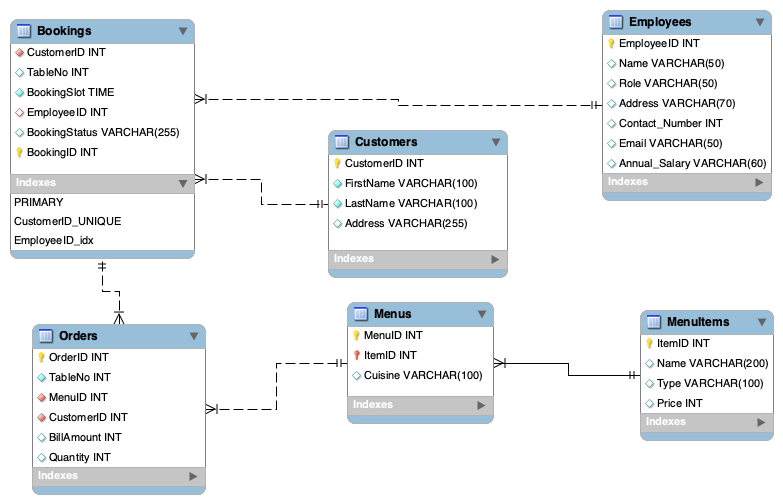 Bookings
CustomerID INT
TableNo INT
BookingSlot TIME
EmployeeID INT
BookingStatus VARCHAR(255)
BookingID INT
Indexes
PRIMARY
CustomerID_UNIQUE
EmployeeID_idx
Employees
EmployeeID INT
Name VARCHAR(50)
Role VARCHAR(50)
Address VARCHAR(70)
Contact_Number INT
Email VARCHAR(50)
Annual_Salary VARCHAR(60)
Indexes
Customers
CustomerID INT
FirstName VARCHAR(100)
LastName VARCHAR(100)
Address VARCHAR(255)
Indexes
Orders
OrderID INT
TableNo INT
MenuID INT
CustomerID INT
BillAmount INT
Quantity INT
Indexes
Menus
MenuID INT
ItemID INT
Cuisine VARCHAR(100)
Indexes
MenuItems
ItemID INT
Name VARCHAR(200)
Type VARCHAR(100)
Price INT
Indexes